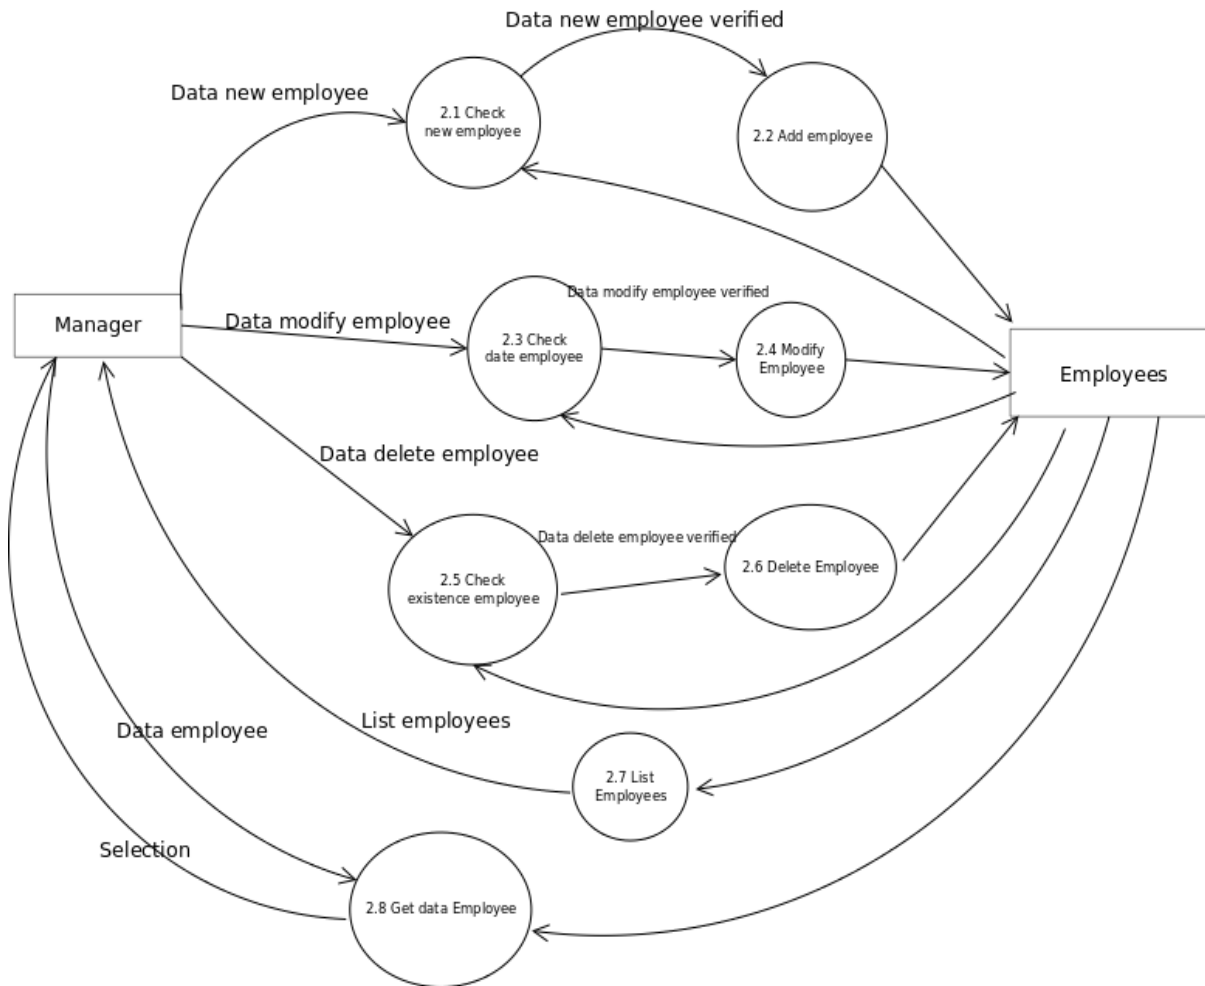 Data new employee verified
Data new employee
2.1 Check
new employee
2.2 Add employee
Data modify employee verified
Manager
Data modify employee
2.3 Check
date employee
2.4 Modify
Employee
Employees
Data delete employee
Data delete employee verified
2.5 Check
existence employee
2.6 Delete Employee
List employees
Data employee
2.7 List
Employees
Selection
2.8 Get data Employee